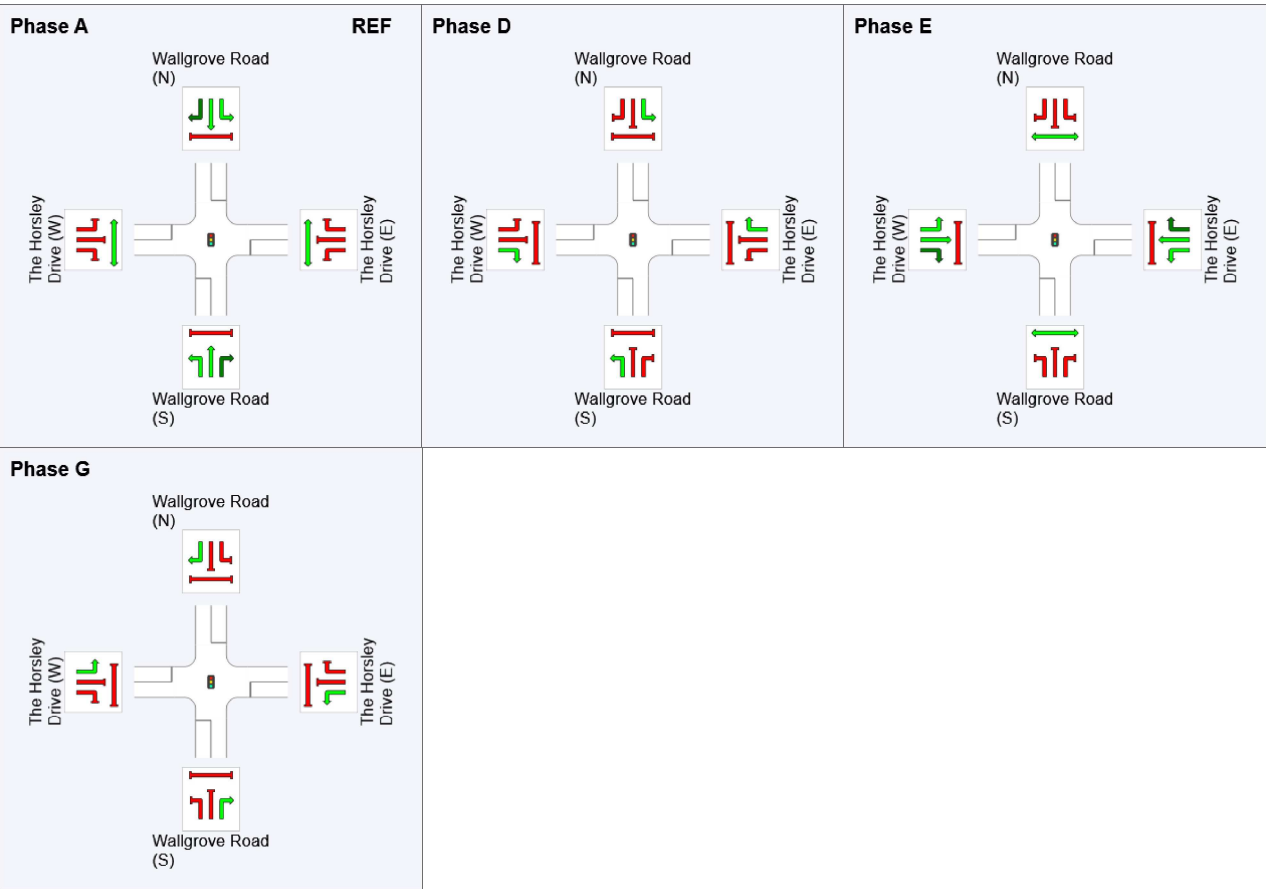 Phase A
REF
Wallgrove Road
(N)
The Horsley
Drive (W)
The Horsley
Drive (E)
Wallgrove Road
(S)
Phase D
Wallgrove Road
(N)
The Horsley
Drive (W)
The Horsley
Drive (E)
Wallgrove Road
(S)
Phase E
Wallgrove Road
(N)
The Horsley
Drive (W)
The Horsley
Drive (E)
Wallgrove Road
(S)
Phase G
Wallgrove Road
(N)
The Horsley
Drive (W)
The Horsley
Drive (E)
Wallgrove Road
(S)